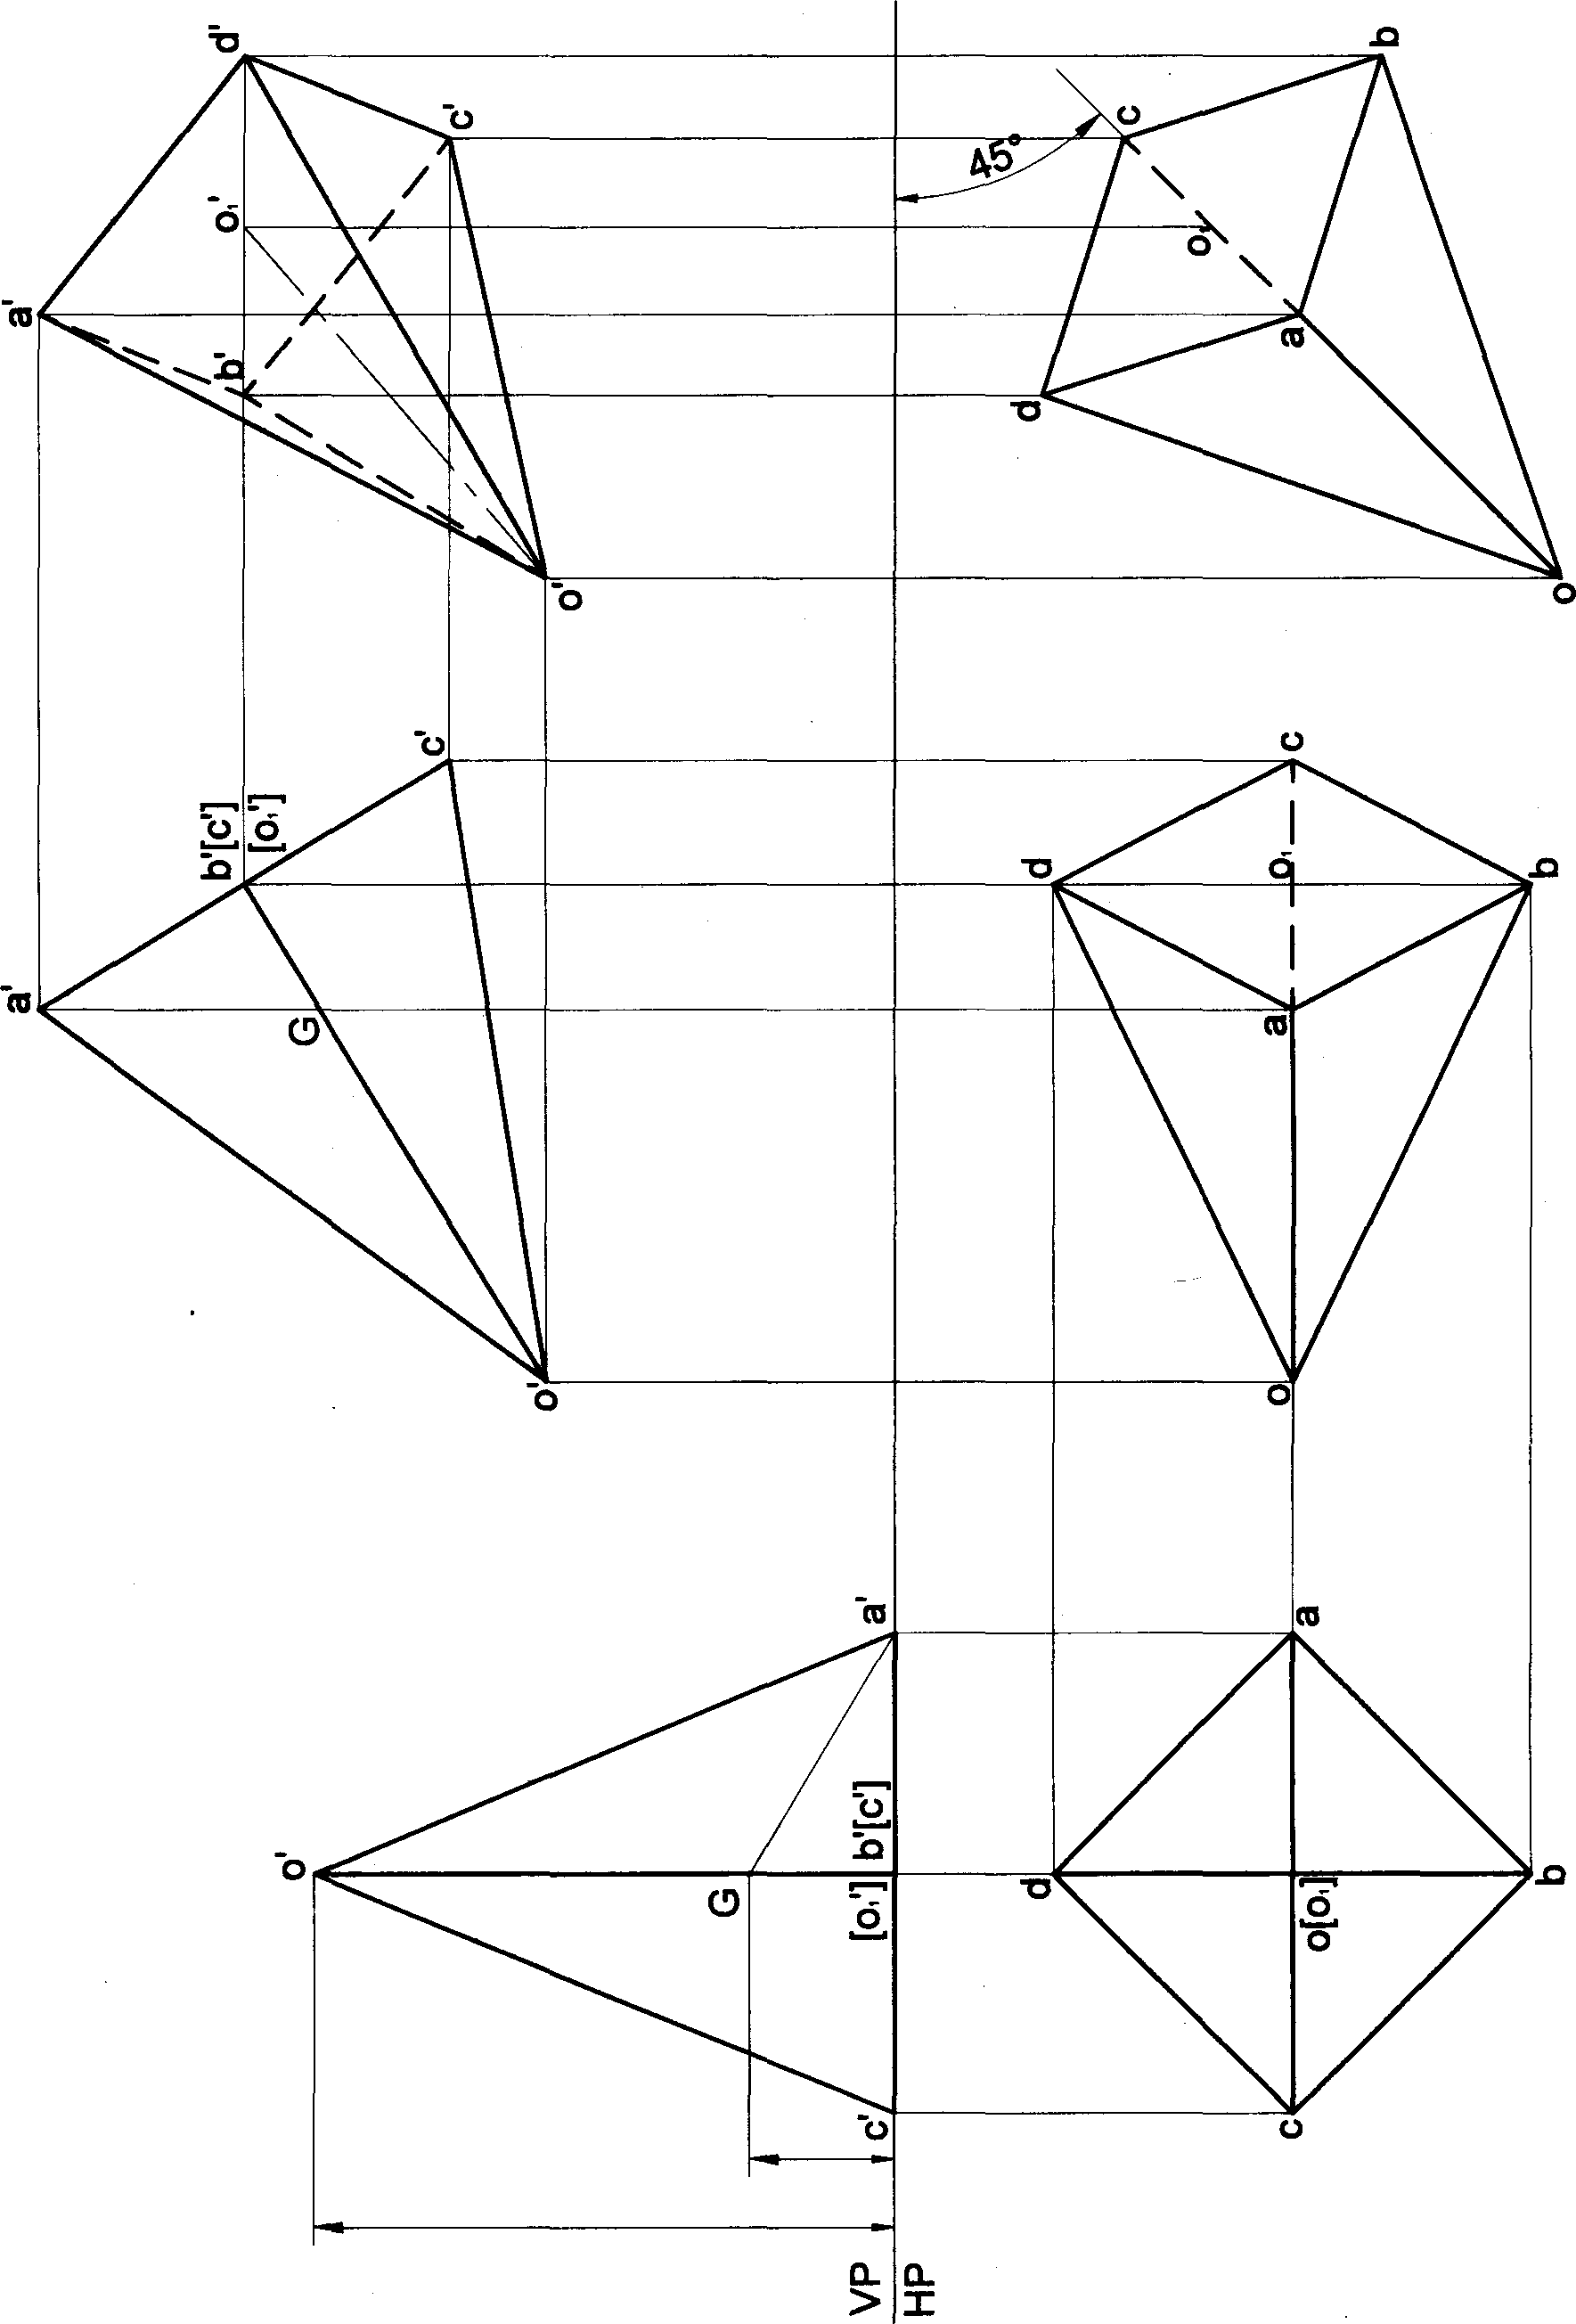 a'
a'
d'
o₁'
b'[c']
[o₁']
b'
o'
G
c'
c'
G
o'
o'
[o₁']
b'[c']
c'
a'
VP
HP
45°
d
d
d
c
o₁
c
o[o₁]
a
o
a
o₁
c
a
b
b
b
o